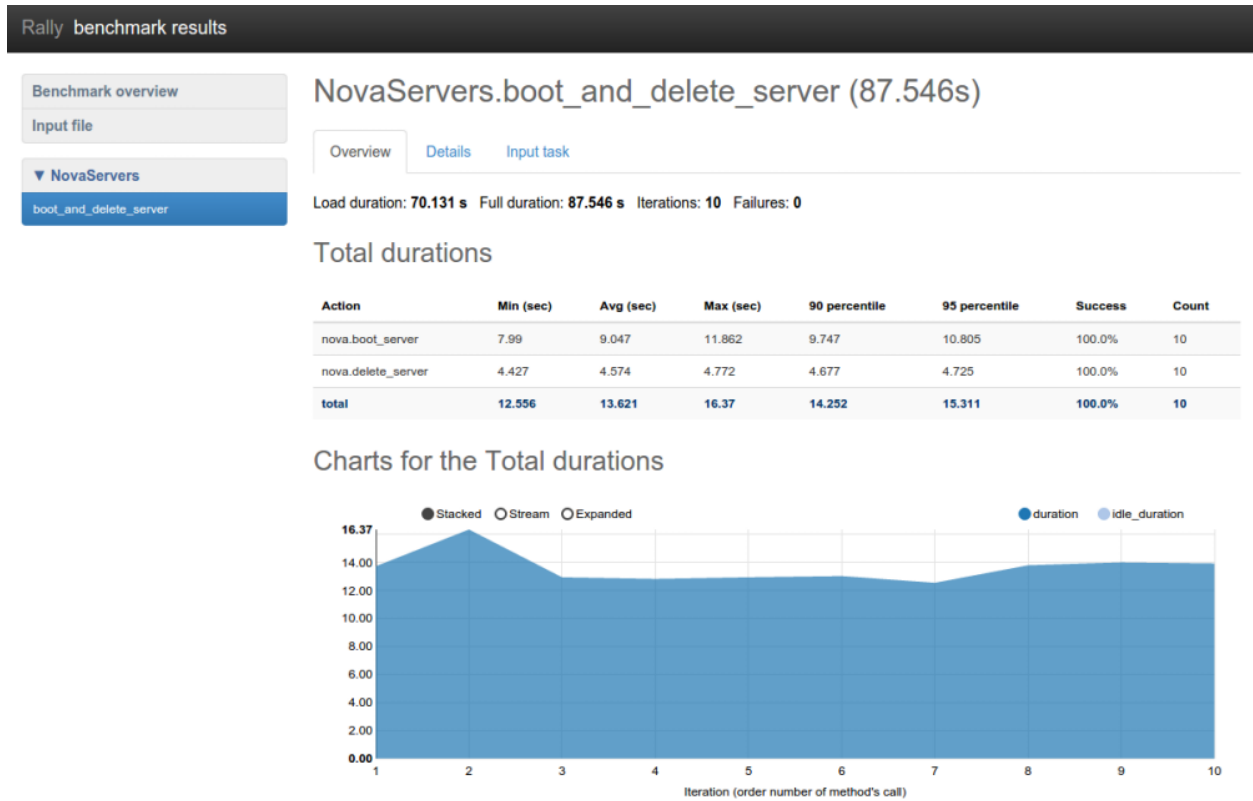 Rally benchmark results
Benchmark overview
Input file
▼ NovaServers
boot_and_delete_server
NovaServers.boot_and_delete_server (87.546s)
Overview Details Input task
Load duration: 70.131 s Full duration: 87.546 s Iterations: 10 Failures: 0
Total durations
Action Min (sec) Avg (sec) Max (sec) 90 percentile 95 percentile Success Count
nova.boot_server 7.99 9.047 11.862 9.747 10.805 100.0% 10
nova.delete_server 4.427 4.574 4.772 4.677 4.725 100.0% 10
total 12.556 13.621 16.37 14.252 15.311 100.0% 10
Charts for the Total durations
Stacked Stream Expanded duration idle_duration
16.37
14.00
12.00
10.00
8.00
6.00
4.00
2.00
0.00
1 2 3 4 5 6 7 8 9 10
Iteration (order number of method's call)